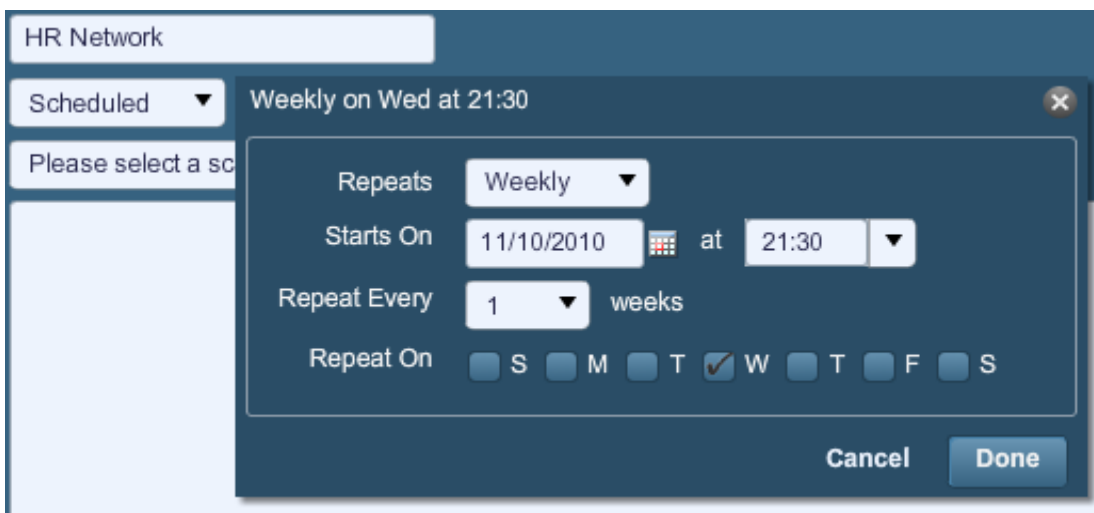 HR Network
Scheduled
Weekly on Wed at 21:30
Please select a sc
Repeats Weekly
Starts On 11/10/2010 at 21:30
Repeat Every 1 weeks
Repeat On S M T W T F S
Cancel Done